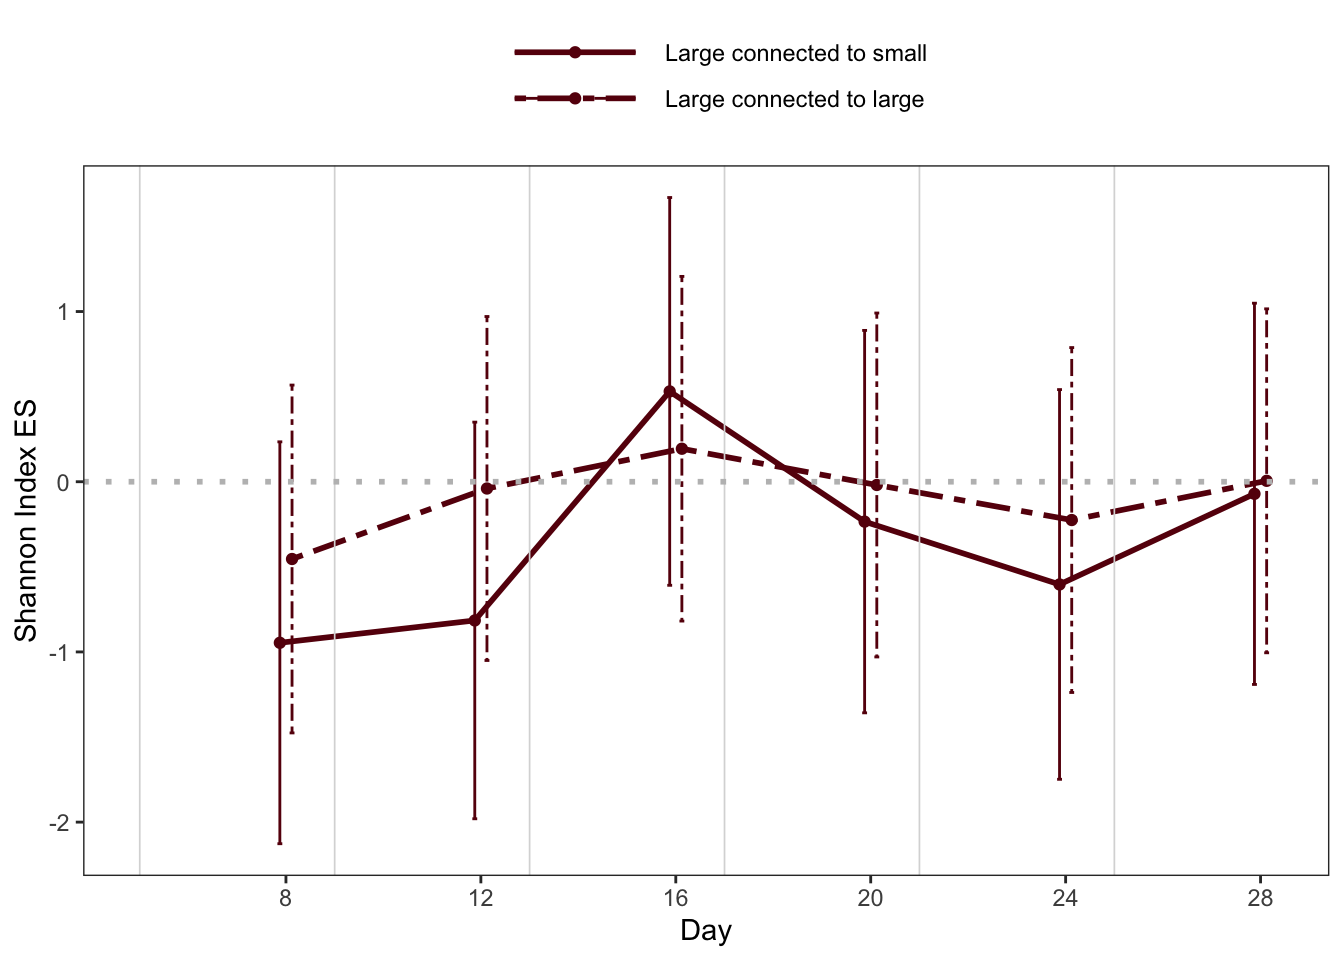 Large connected to small
Large connected to large
Shannon Index ES
1
0
-1
-2
8 12 16 20 24 28
Day